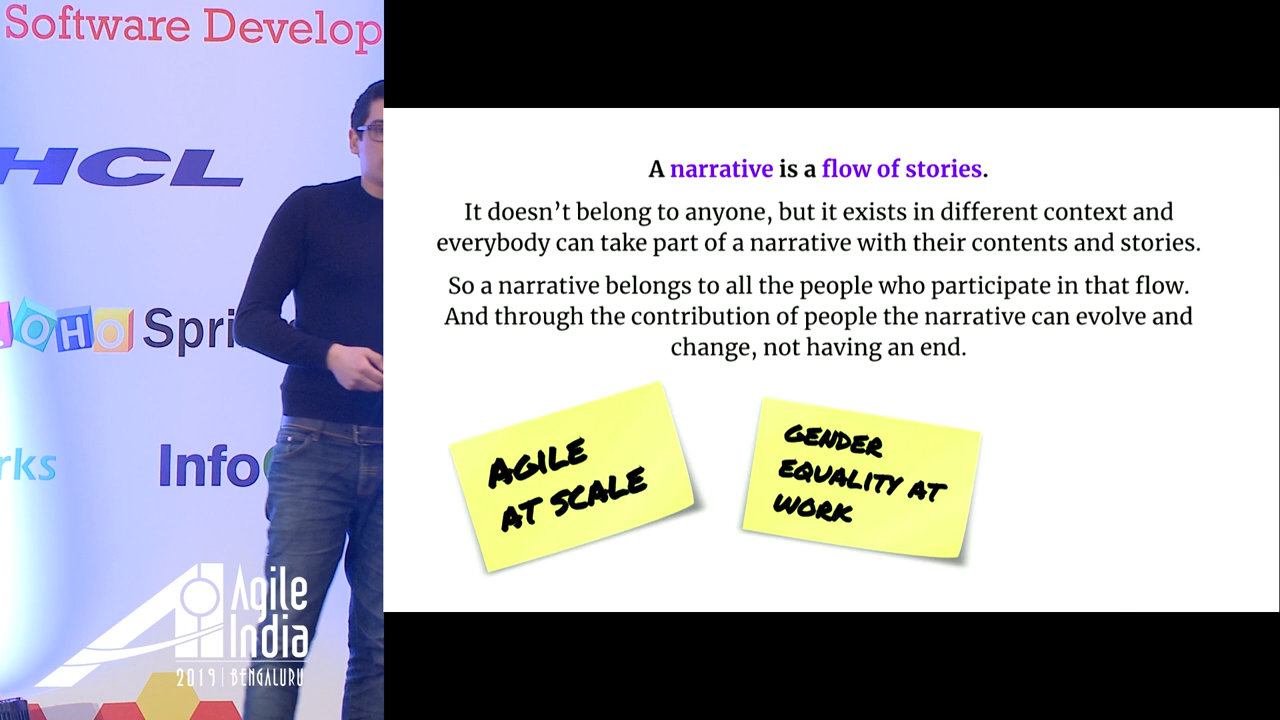 Software Develop
HCL
ZOHO Spri
rks
Info
Agile
India
2019 | BENGALURU
A narrative is a flow of stories.
It doesn't belong to anyone, but it exists in different context and
everybody can take part of a narrative with their contents and stories.
So a narrative belongs to all the people who participate in that flow.
And through the contribution of people the narrative can evolve and
change, not having an end.
AGILE
AT SCALE
GENDER
EQUALITY AT
WORK